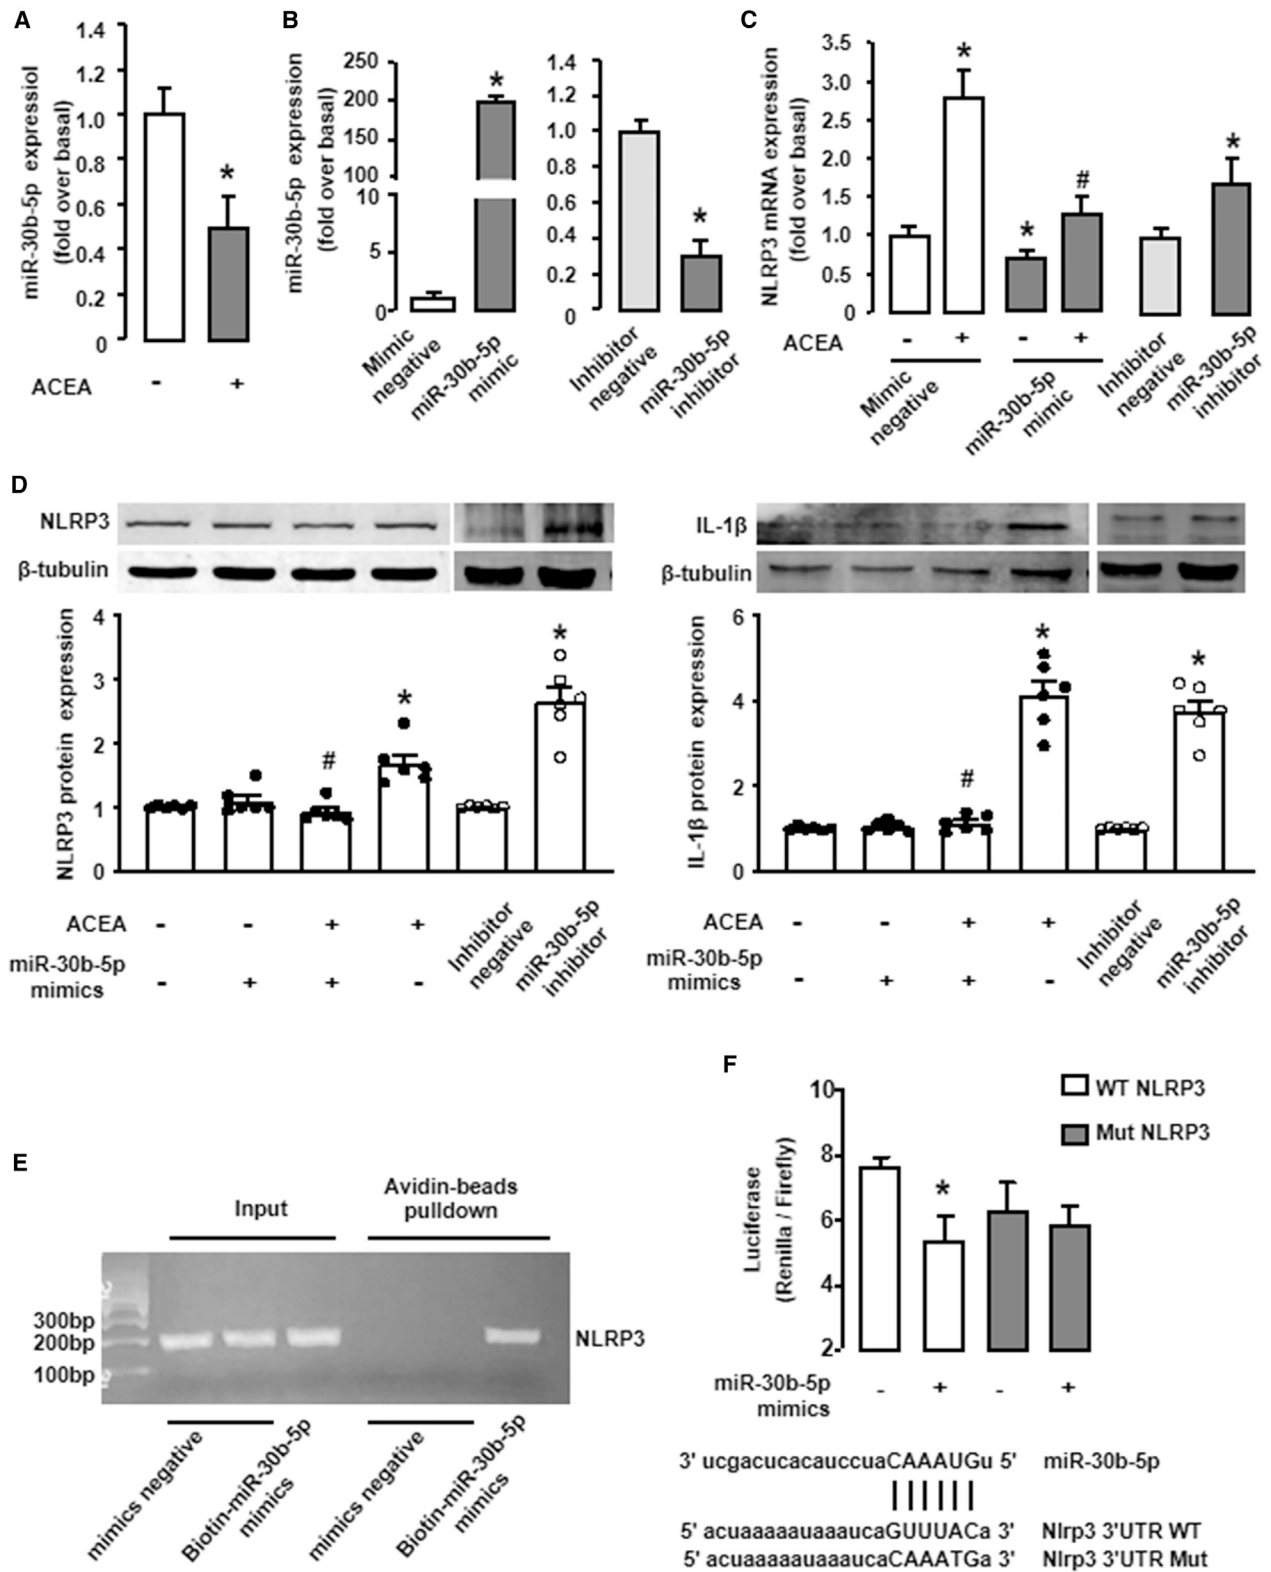 A
miR-30b-5p expressiol
(fold over basal)
1.4
1.2
1.0
0.8
0.6
0.4
0.2
0
*
ACEA
-
+
B
miR-30b-5p expression
(fold over basal)
250
200
150
100
10
5
0
*
Mimic
negative
miR-30b-5p
mimic
1.4
1.2
1.0
0.8
0.6
0.4
0.2
0
*
Inhibitor
negative
miR-30b-5p
inhibitor
C
NLRP3 mRNA expression
(fold over basal)
3.5
3.0
2.5
2.0
1.5
1.0
0.5
0
*
*
#
*
ACEA
- + - +
Mimic
negative
miR-30b-5p
mimic
Inhibitor
negative
miR-30b-5p
inhibitor
D
NLRP3
β-tubulin
NLRP3 protein expression
4
3
2
1
0
#
*
*
ACEA - - + +
miR-30b-5p
mimics
- + + -
Inhibitor
negative
miR-30b-5p
inhibitor
IL-1β
β-tubulin
IL-1β protein expression
6
4
2
0
#
*
*
ACEA - - + +
miR-30b-5p
mimics
- + + -
Inhibitor
negative
miR-30b-5p
inhibitor
E
Input
Avidin-beads
pulldown
300bp
200bp
100bp
NLRP3
mimics negative
Biotin-miR-30b-5p
mimics
mimics negative
Biotin-miR-30b-5p
mimics
F
WT NLRP3
Mut NLRP3
Luciferase
(Renilla / Firefly)
10
8
6
4
2
*
miR-30b-5p
mimics
- + - +
3' ucgacucacauccuaCAAAUGu 5' miR-30b-5p
5' acuaaaaauaaaucaGUUUACa 3' Nlrp3 3'UTR WT
5' acuaaaaauaaaucaCAAATGa 3' Nlrp3 3'UTR Mut